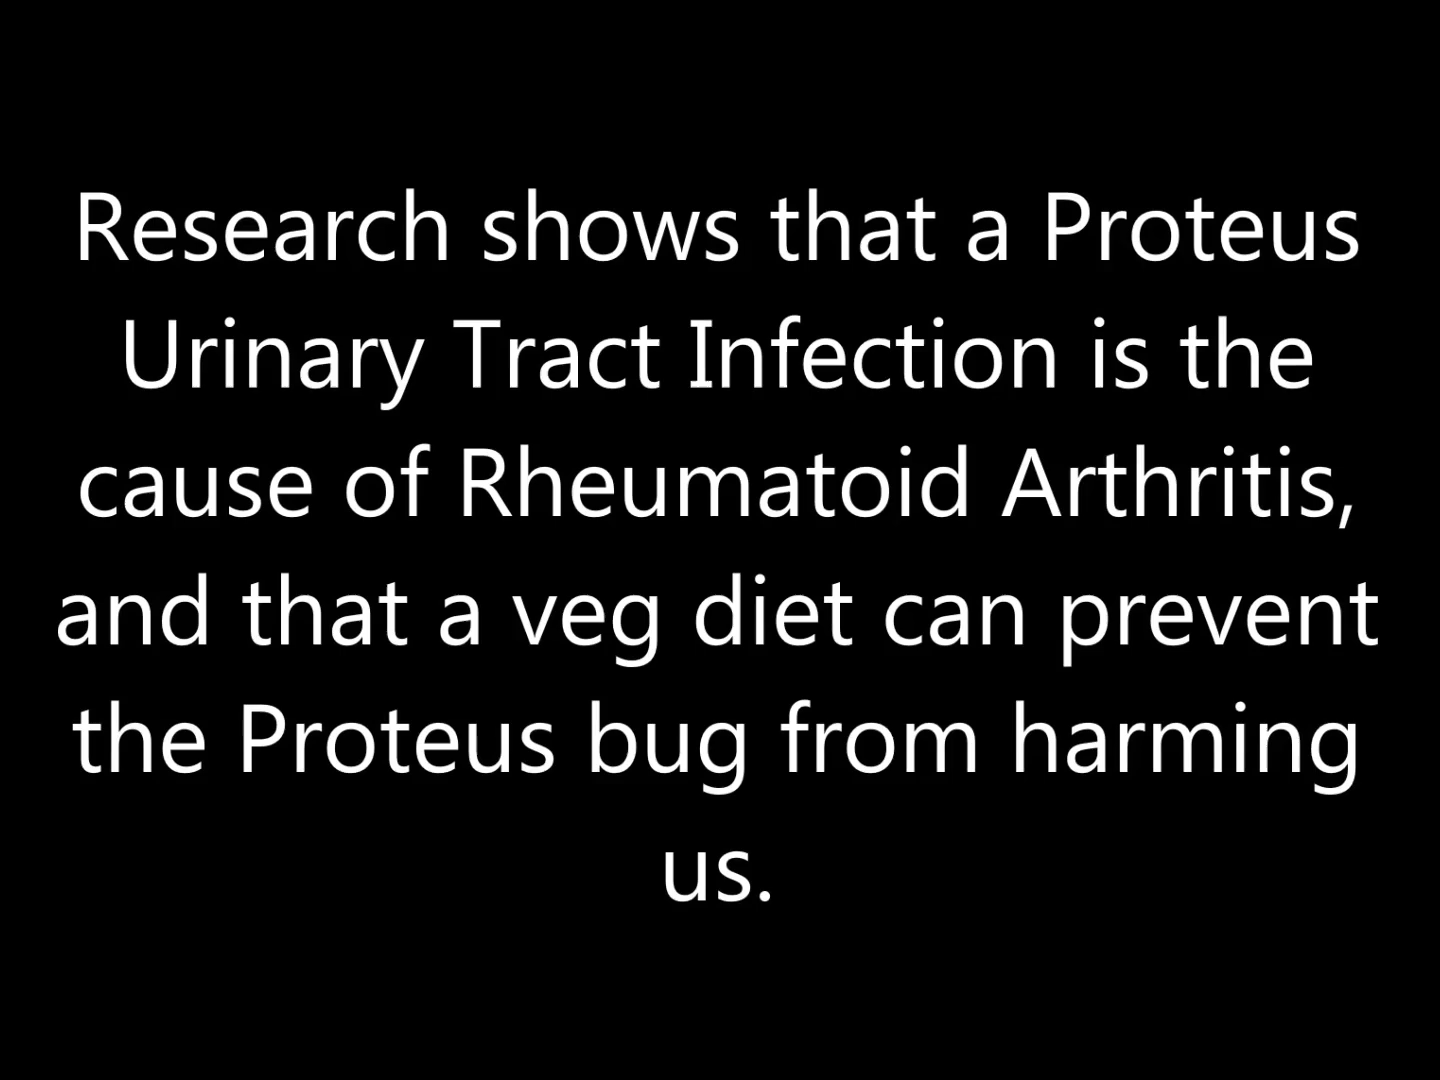 Research shows that a Proteus
Urinary Tract Infection is the
cause of Rheumatoid Arthritis,
and that a veg diet can prevent
the Proteus bug from harming
us.